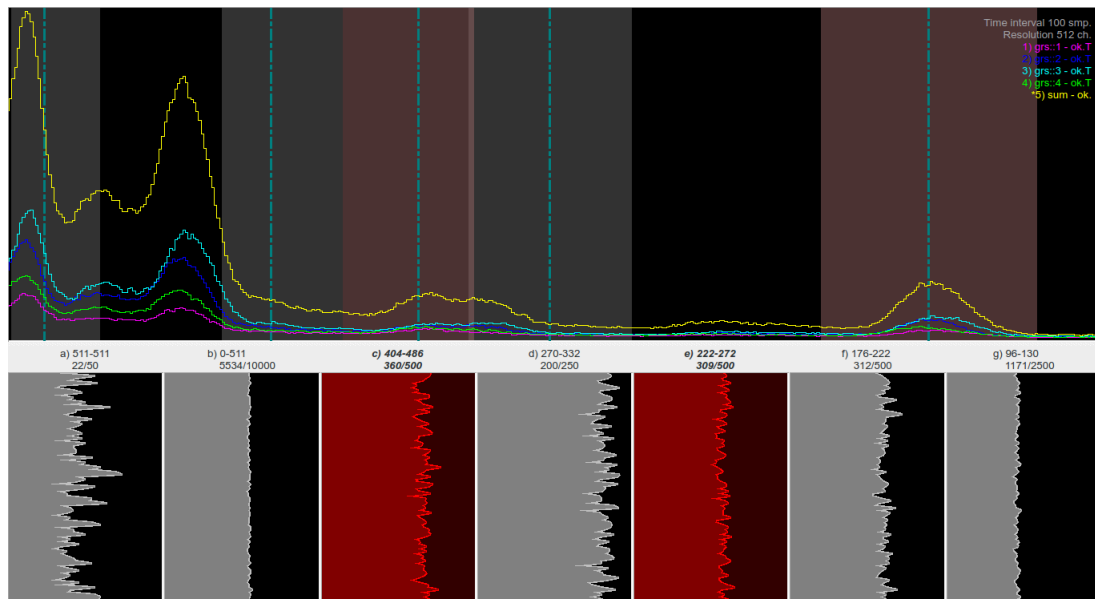 Time interval 100 smp.
Resolution 512 ch.
1) grs::1 - ok.T
2) grs::2 - ok.T
3) grs::3 - ok.T
4) grs::4 - ok.T
*5) sum - ok.
a) 511-511
22/50
b) 0-511
5534/10000
c) 404-486
360/500
d) 270-332
200/250
e) 222-272
309/500
f) 176-222
312/500
g) 96-130
1171/2500